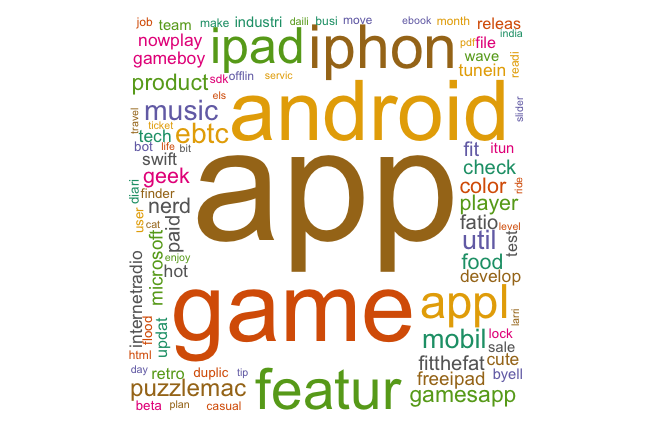 job team make industri daili busi move ebook month releas
nowplay ipad iphon pdf file india
gameboy wave
product sdk offlin servic tunein readi
els
travel music android slider
ticket ebtc
tech
bot life bit fit itun
swift app check
geek color ride
diari finder player
nerd
user cat paid fatio level
util test
enjoy food
microsoft hot develop
internetradio
game appl larri
flood updat mobil lock
html sale
fitthefat cute
day retro duplic tip freeipad byell
puzzlemac featur gamesapp
beta plan casual